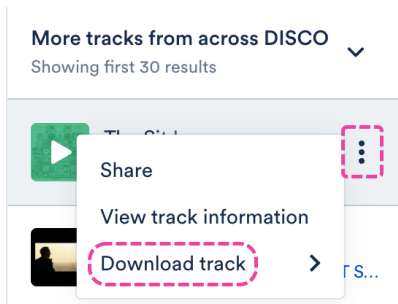 More tracks from across DISCO
Showing first 30 results
Share
View track information
Download track
T S...